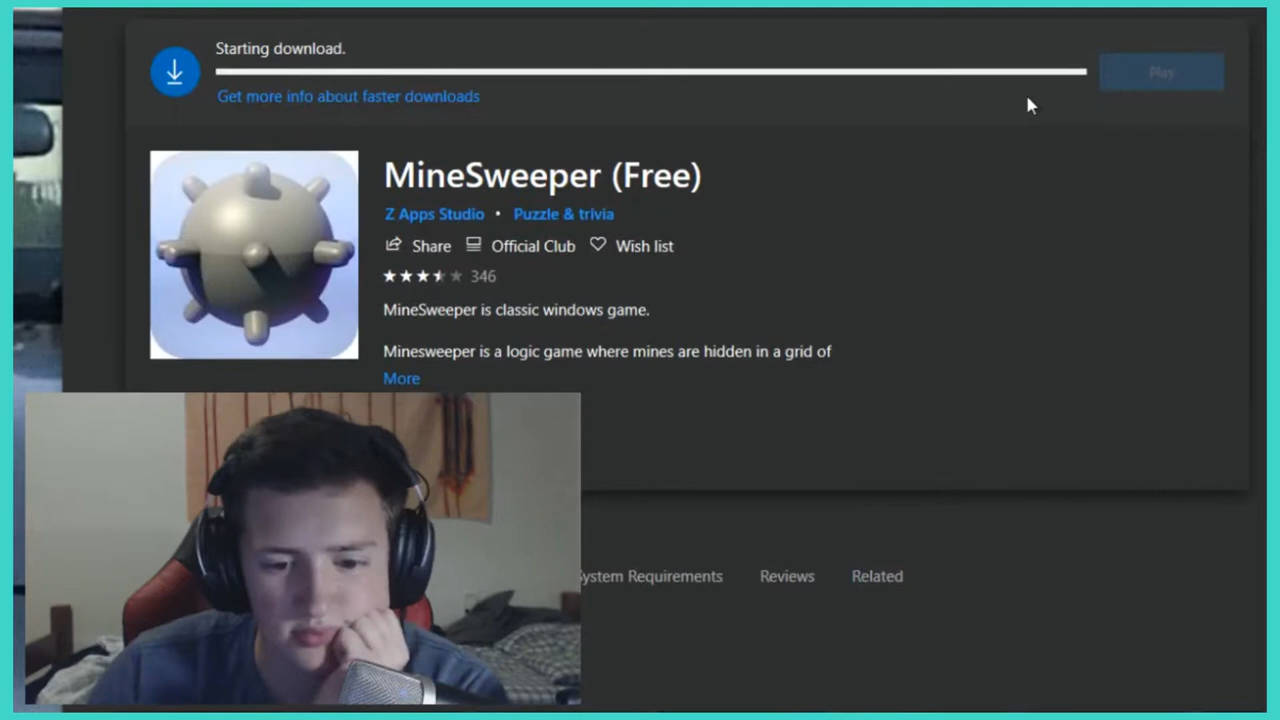 Starting download.
Play
Get more info about faster downloads
MineSweeper (Free)
Z Apps Studio • Puzzle & trivia
Share Official Club Wish list
346
MineSweeper is classic windows game.
Minesweeper is a logic game where mines are hidden in a grid of
More
System Requirements Reviews Related